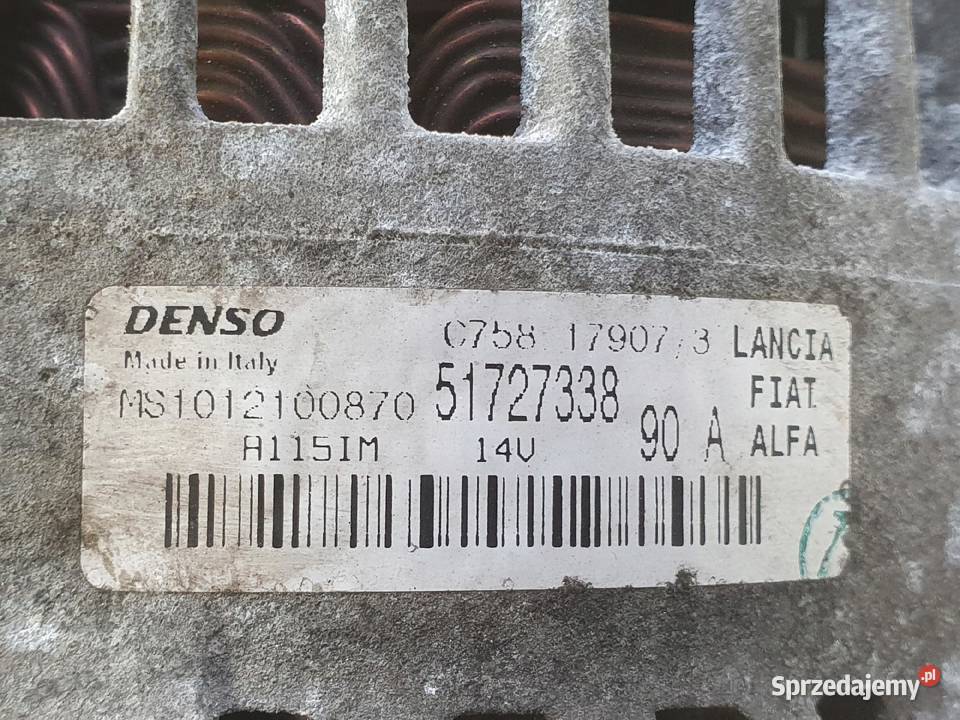 DENSO
C758 17907/3
LANCIA
Made in Italy
51727338
FIAT
MS1012100870
90 A
ALFA
A115IM
14V
Sprzedajemy.pl